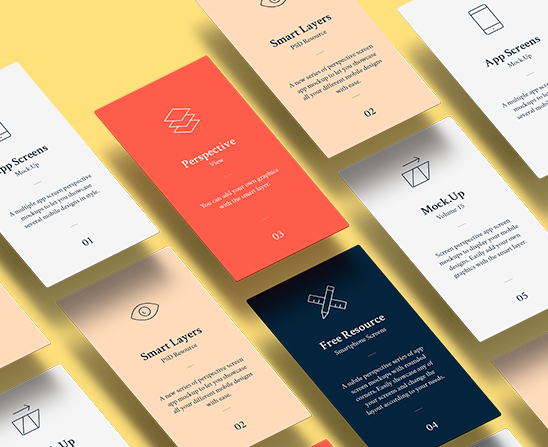 Smart Layers
PSD Resource
A new series of perspective screen
app mockup to let you showcase
all your different mobile designs
with ease.
02
App Screens
Mock.Up
A multiple app
mockups to let
several mobile
App Screens
Mock.Up
A multiple app screen perspective
mockups to let you showcase
several mobile designs in style.
01
Perspective
View
You can add your own graphics
with the smart layer.
03
Mock.Up
Volume 15
Screen perspective app screen
mockups to display your mobile
designs. Easily add your own
graphics with the smart layer.
05
Smart Layers
PSD Resource
A new series of perspective screen
app mockup to let you showcase
all your different mobile designs
with ease.
02
Free Resource
Smartphone Screens
A subtle perspective series of app
screen mockups with rounded
corners. Easily showcase any of
your screens and change the
layout according to your needs.
04